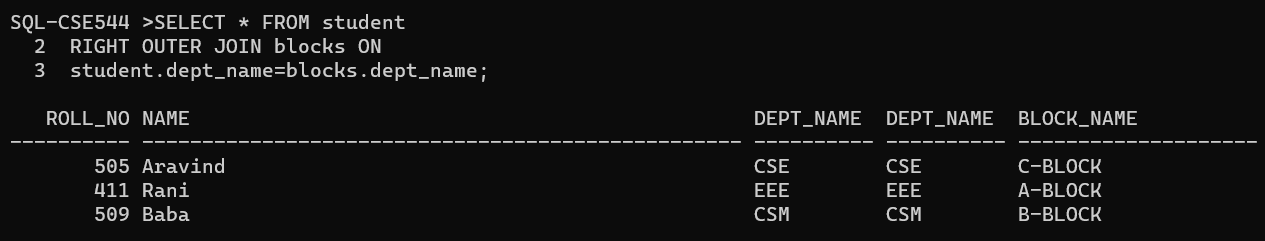 SQL-CSE544 >SELECT * FROM student
  2  RIGHT OUTER JOIN blocks ON
  3  student.dept_name=blocks.dept_name;

   ROLL_NO NAME                                               DEPT_NAME  DEPT_NAME  BLOCK_NAME
---------- -------------------------------------------------- ---------- ---------- --------------------
       505 Aravind                                            CSE        CSE        C-BLOCK
       411 Rani                                               EEE        EEE        A-BLOCK
       509 Baba                                               CSM        CSM        B-BLOCK